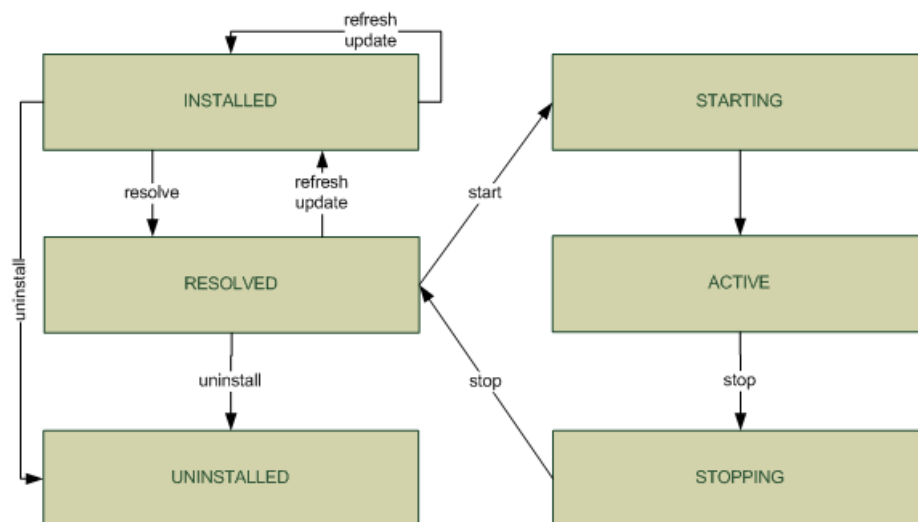 refresh
update
INSTALLED
STARTING
resolve
refresh
update
start
uninstall
RESOLVED
ACTIVE
uninstall
stop
stop
UNINSTALLED
STOPPING